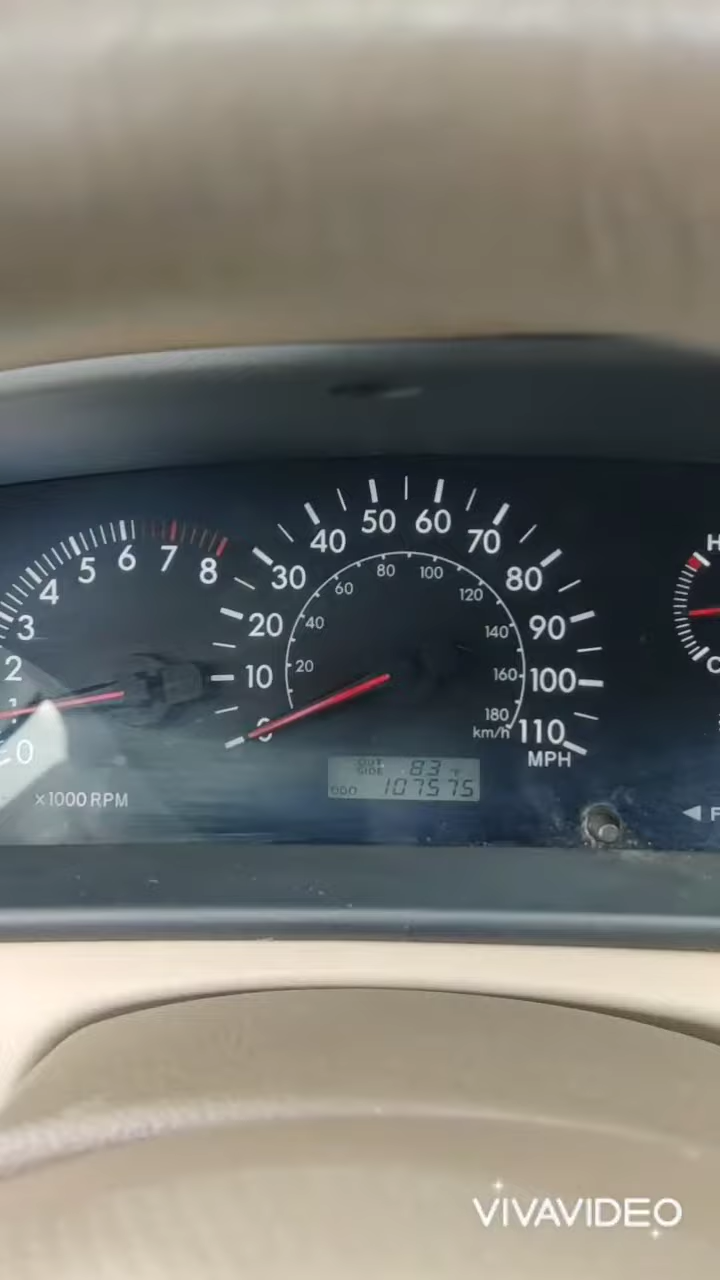 0 1 2 3 4 5 6 7 8
x1000 RPM
0 10 20 30 40 50 60 70 80 90 100 110
MPH
20 40 60 80 100 120 140 160 180
km/h
OUT
SIDE 83 °F
ODO 107575
H
C
◀ F
VIVAVIDEO